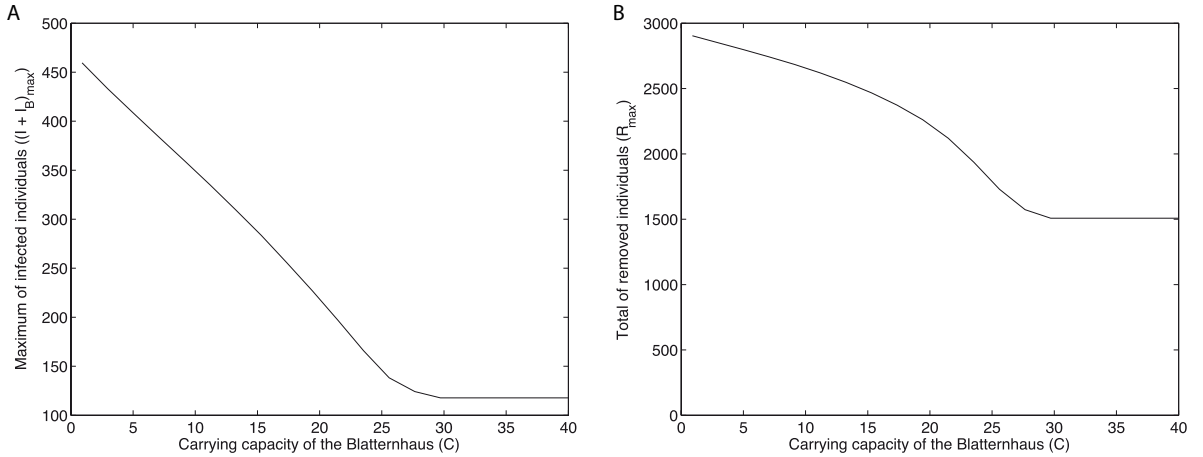 A
500
450
400
350
300
250
200
150
100
0 5 10 15 20 25 30 35 40
Maximum of infected individuals ((I + I_B)_max)
Carrying capacity of the Blatternhaus (C)
B
3000
2500
2000
1500
1000
500
0
0 5 10 15 20 25 30 35 40
Total of removed individuals (R_max)
Carrying capacity of the Blatternhaus (C)